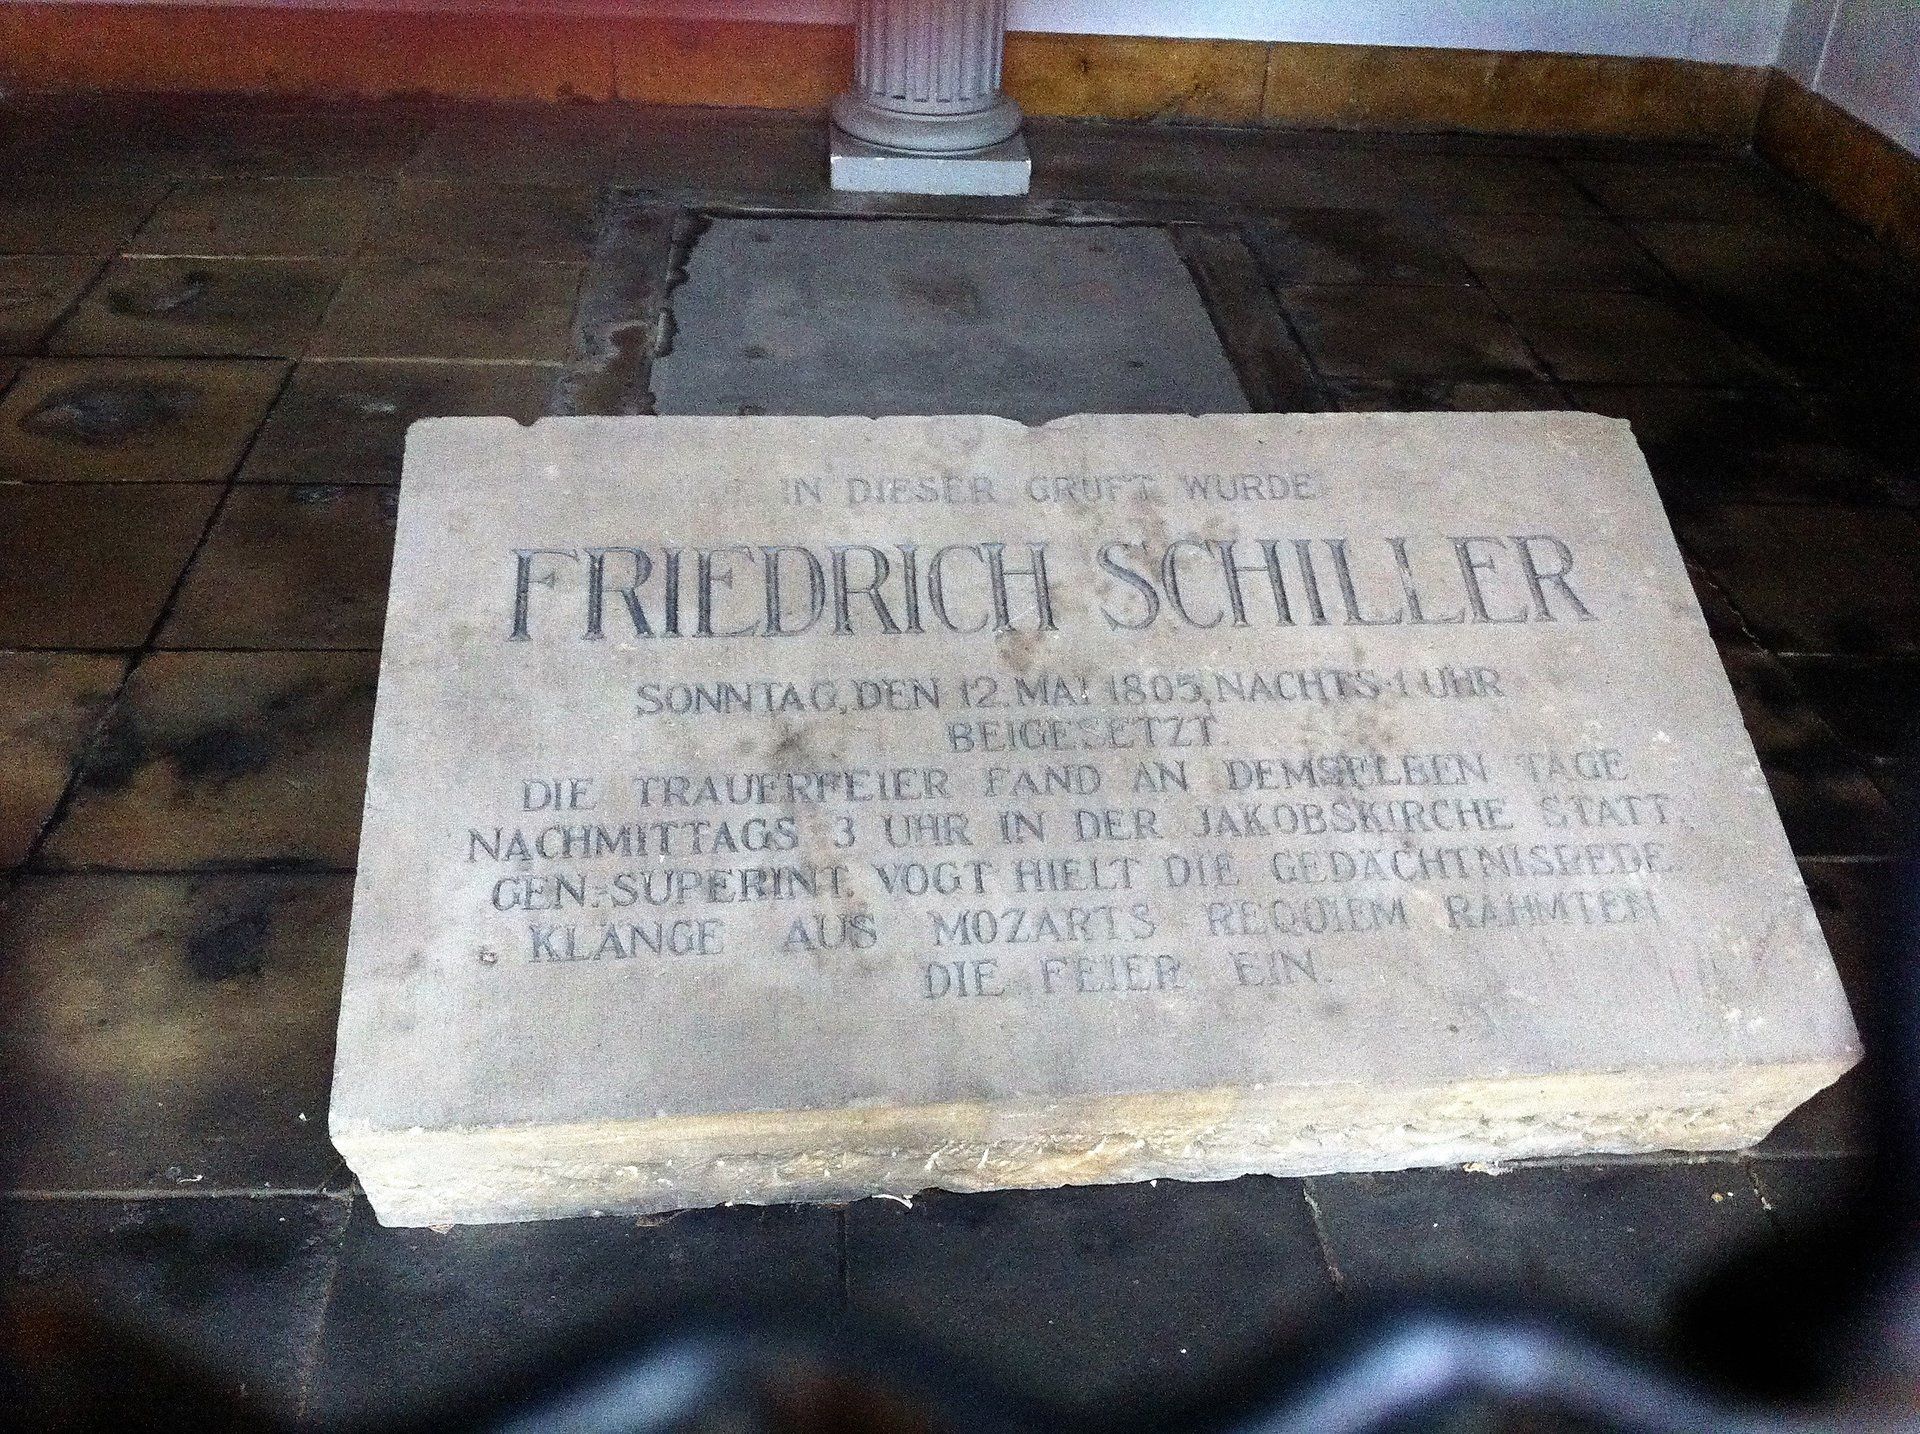 IN DIESER GRUFT WURDE
FRIEDRICH SCHILLER
SONNTAG, DEN 12. MAI 1805, NACHTS 1 UHR
BEIGESETZT.
DIE TRAUERFEIER FAND AN DEMSELBEN TAGE
NACHMITTAGS 3 UHR IN DER JAKOBSKIRCHE STATT.
GEN.-SUPERINT. VOGT HIELT DIE GEDÄCHTNISREDE.
KLÄNGE AUS MOZARTS REQUIEM RAHMTEN
DIE FEIER EIN.